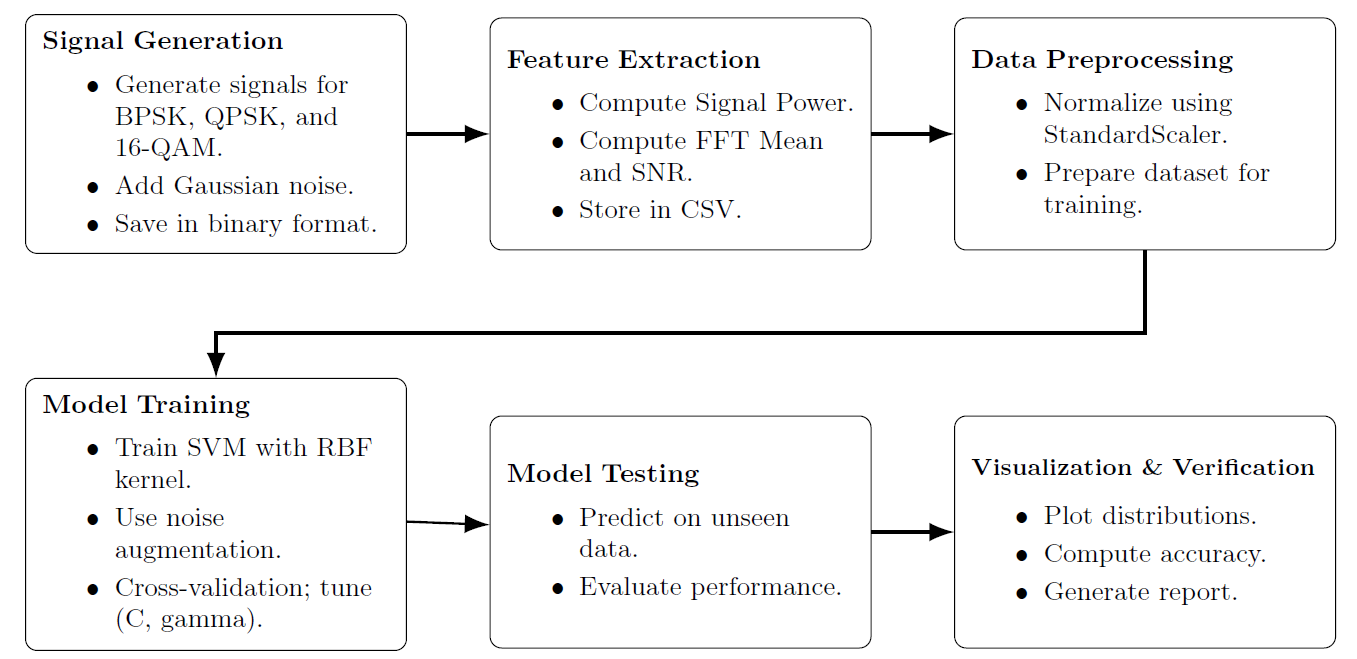 Signal Generation
● Generate signals for
BPSK, QPSK, and
16-QAM.
● Add Gaussian noise.
● Save in binary format.
Feature Extraction
● Compute Signal Power.
● Compute FFT Mean
and SNR.
● Store in CSV.
Data Preprocessing
● Normalize using
StandardScaler.
● Prepare dataset for
training.
Model Training
● Train SVM with RBF
kernel.
● Use noise
augmentation.
● Cross-validation; tune
(C, gamma).
Model Testing
● Predict on unseen
data.
● Evaluate performance.
Visualization & Verification
● Plot distributions.
● Compute accuracy.
● Generate report.